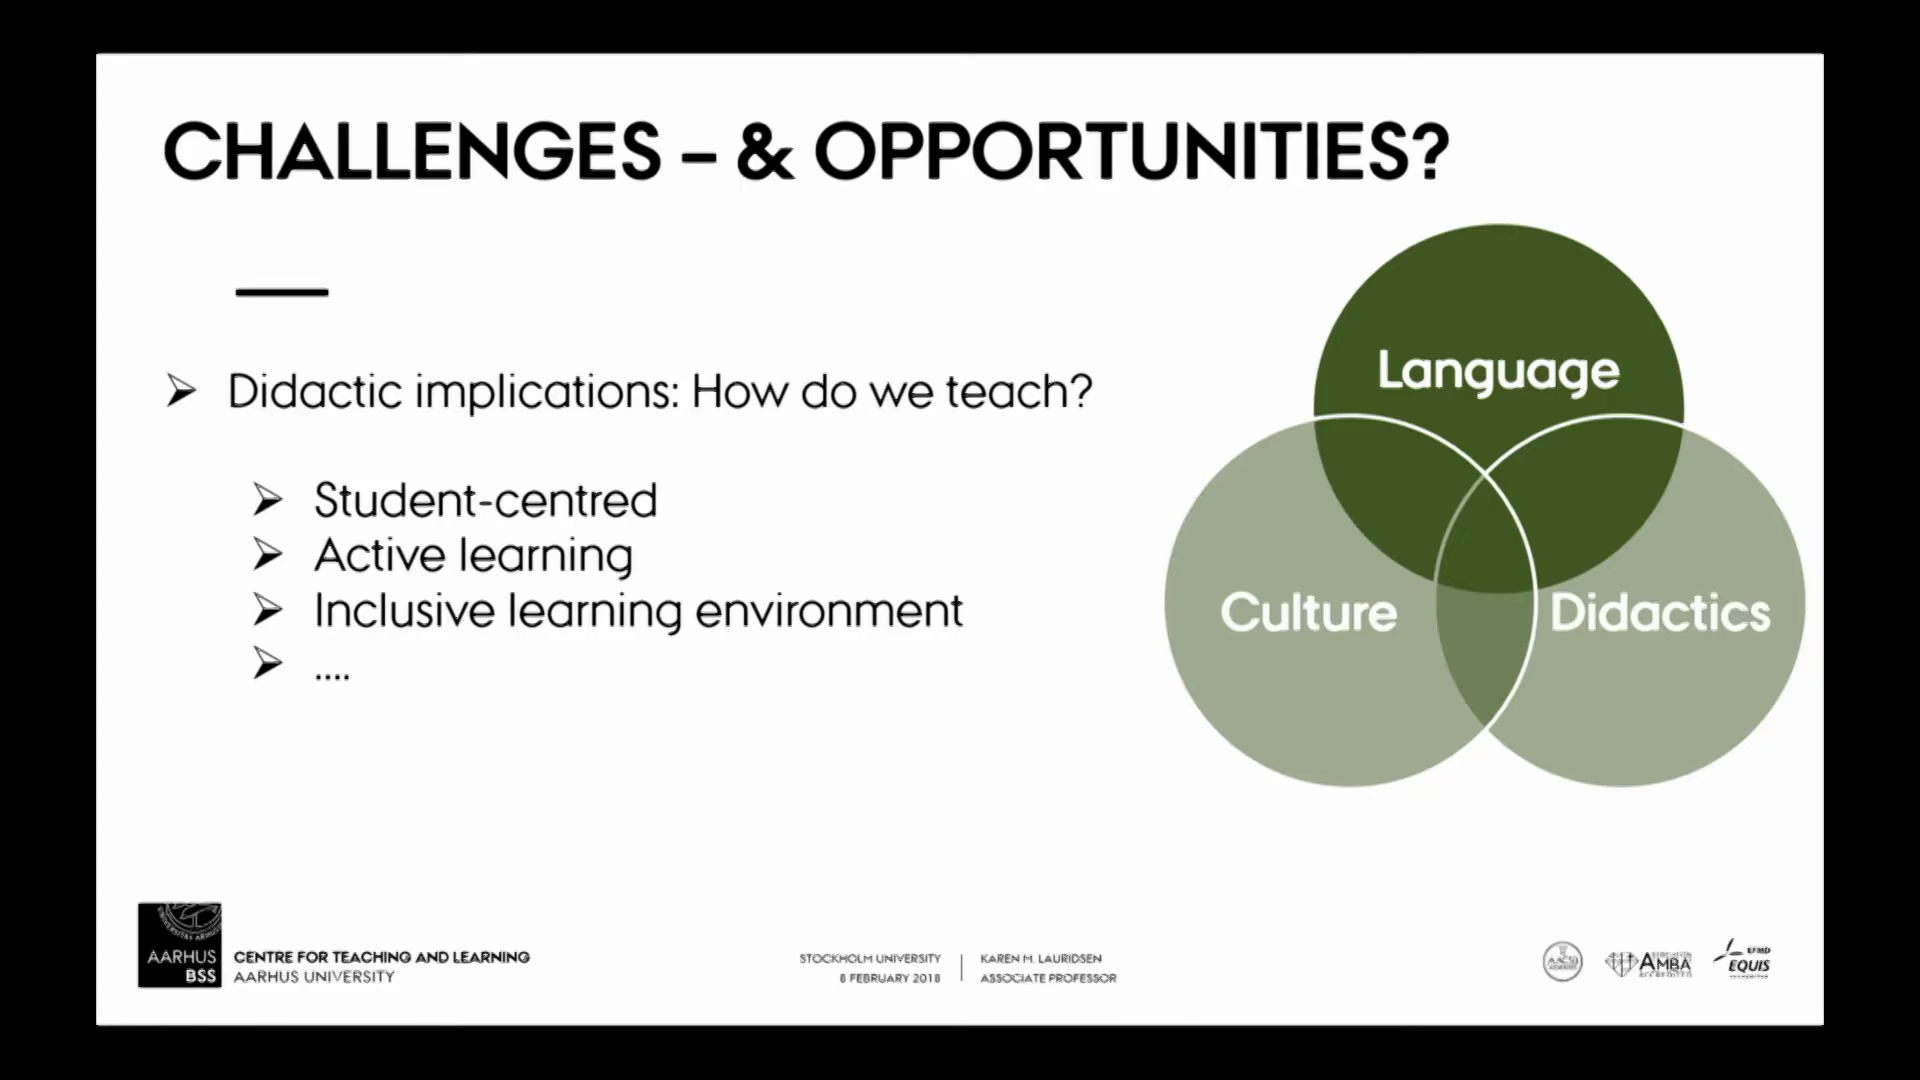 CHALLENGES – & OPPORTUNITIES?
➢ Didactic implications: How do we teach?
➢ Student-centred
➢ Active learning
➢ Inclusive learning environment
➢ ....
Language
Culture
Didactics
AARHUS
BSS
CENTRE FOR TEACHING AND LEARNING
AARHUS UNIVERSITY
STOCKHOLM UNIVERSITY
8 FEBRUARY 2018
KAREN M. LAURIDSEN
ASSOCIATE PROFESSOR
AMBA
EFMD
EQUIS